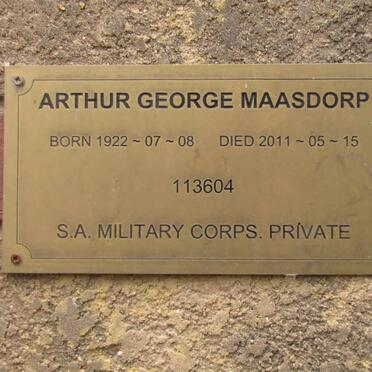 ARTHUR GEORGE MAASDORP
BORN 1922 ~ 07 ~ 08 DIED 2011 ~ 05 ~ 15
113604
S.A. MILITARY CORPS. PRIVATE